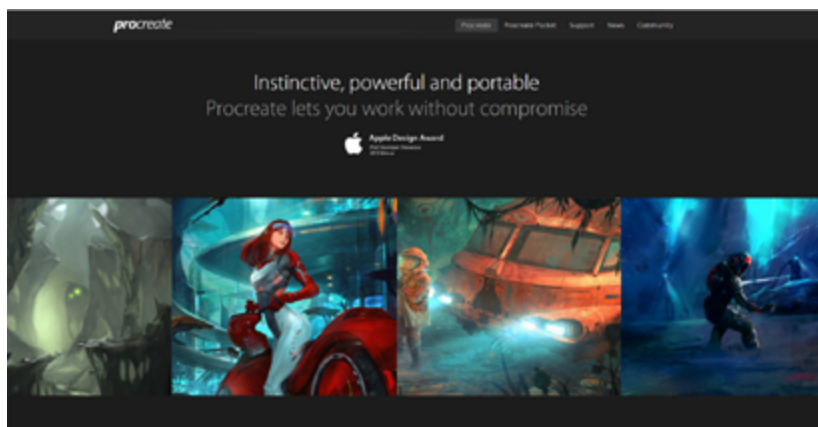 procreate
Procreate Procreate Pocket Support News Community
Instinctive, powerful and portable
Procreate lets you work without compromise
Apple Design Award